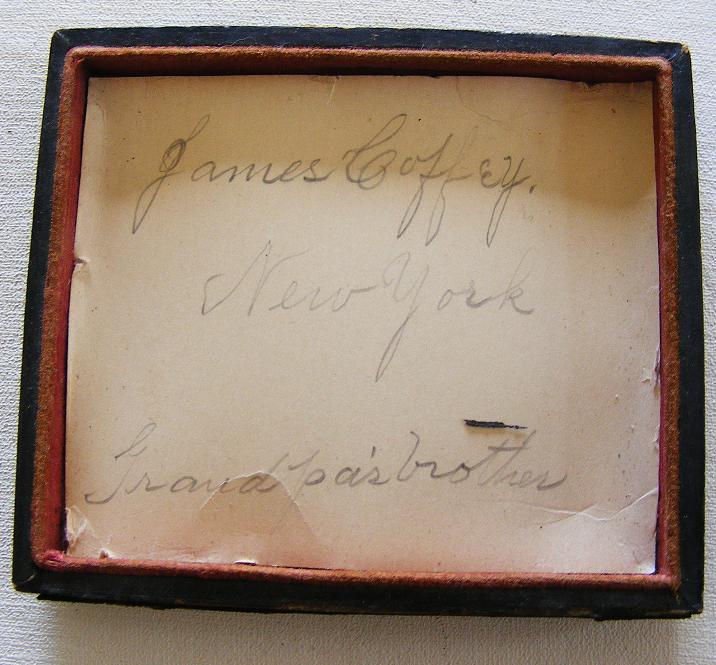 James Coffey.
New York
Grandpa's brother